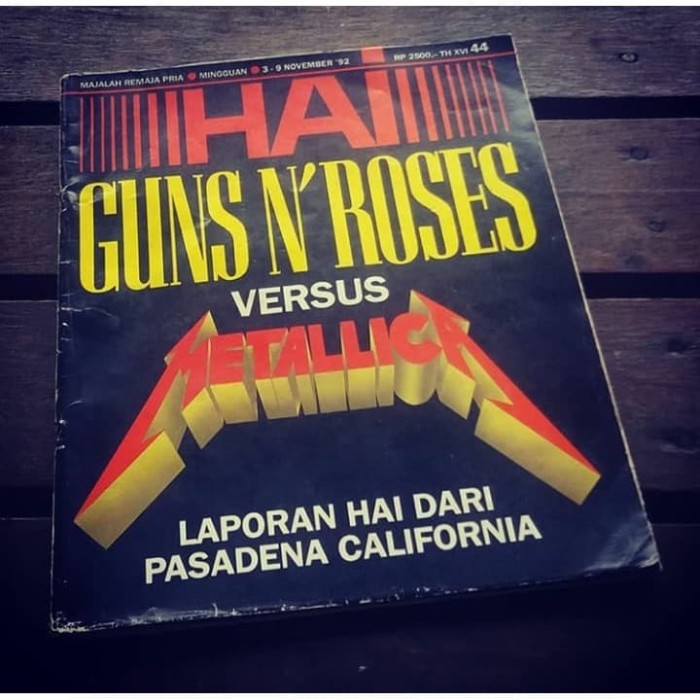 MAJALAH REMAJA PRIA ● MINGGUAN ● 3 - 9 NOVEMBER '92 RP 2500,- TH XVI 44
HAI
GUNS N' ROSES
VERSUS
METALLICA
LAPORAN HAI DARI
PASADENA CALIFORNIA